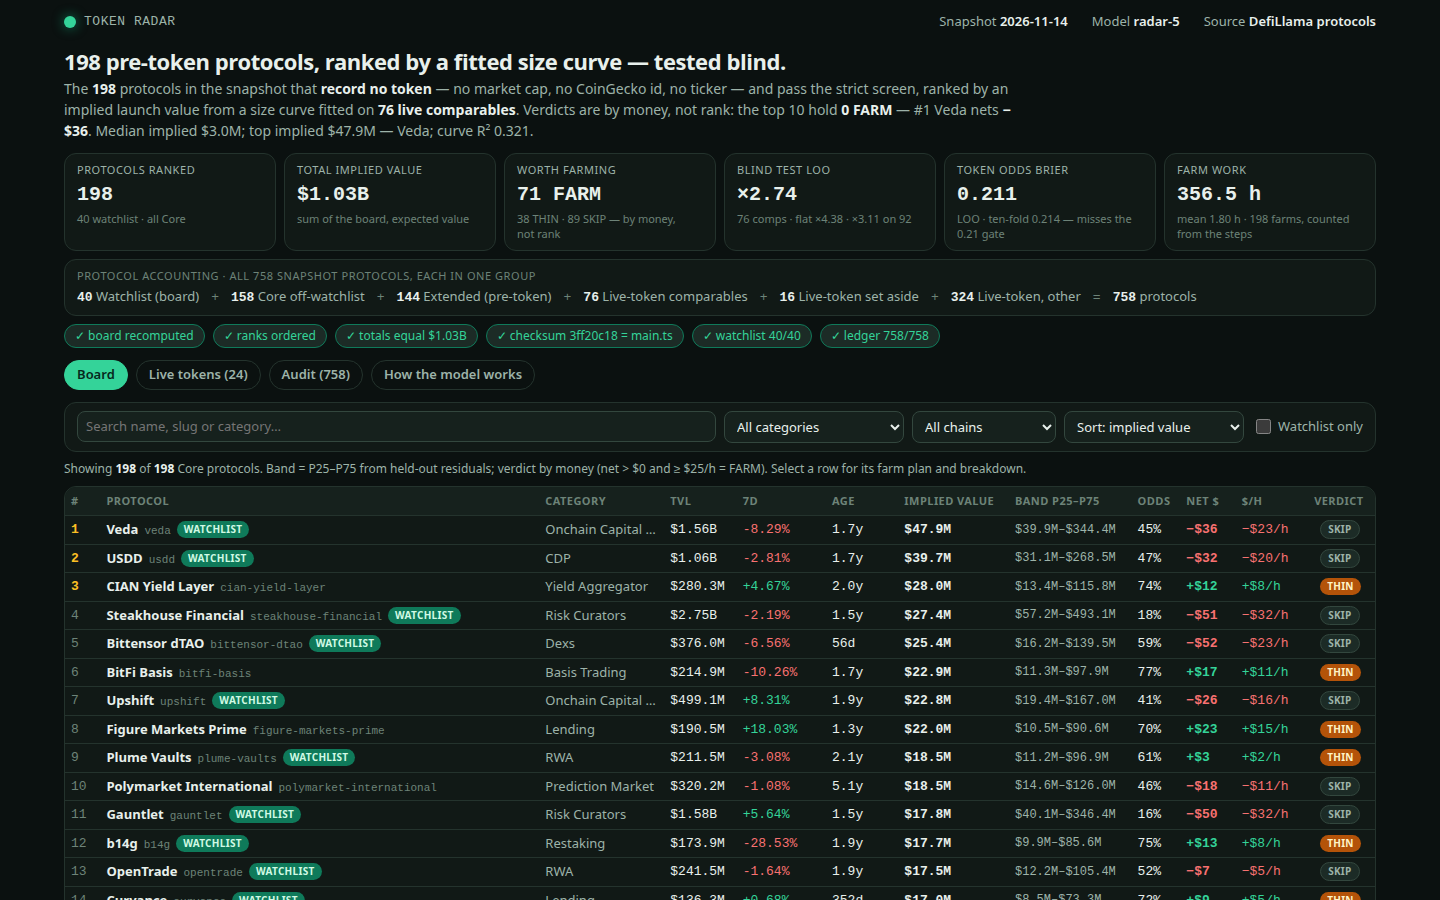 TOKEN RADAR
Snapshot 2026-11-14 Model radar-5 Source DefiLlama protocols
198 pre-token protocols, ranked by a fitted size curve — tested blind.
The 198 protocols in the snapshot that record no token — no market cap, no CoinGecko id, no ticker — and pass the strict screen, ranked by an
implied launch value from a size curve fitted on 76 live comparables. Verdicts are by money, not rank: the top 10 hold 0 FARM — #1 Veda nets −
$36. Median implied $3.0M; top implied $47.9M — Veda; curve R² 0.321.
PROTOCOLS RANKED
198
40 watchlist · all Core
TOTAL IMPLIED VALUE
$1.03B
sum of the board, expected value
WORTH FARMING
71 FARM
38 THIN · 89 SKIP — by money,
not rank
BLIND TEST LOO
×2.74
76 comps · flat ×4.38 · ×3.11 on 92
TOKEN ODDS BRIER
0.211
LOO · ten-fold 0.214 — misses the
0.21 gate
FARM WORK
356.5 h
mean 1.80 h · 198 farms, counted
from the steps
PROTOCOL ACCOUNTING · ALL 758 SNAPSHOT PROTOCOLS, EACH IN ONE GROUP
40 Watchlist (board) + 158 Core off-watchlist + 144 Extended (pre-token) + 76 Live-token comparables + 16 Live-token set aside + 324 Live-token, other = 758 protocols
✓ board recomputed ✓ ranks ordered ✓ totals equal $1.03B ✓ checksum 3ff20c18 = main.ts ✓ watchlist 40/40 ✓ ledger 758/758
Board Live tokens (24) Audit (758) How the model works
Search name, slug or category... All categories All chains Sort: implied value Watchlist only
Showing 198 of 198 Core protocols. Band = P25–P75 from held-out residuals; verdict by money (net > $0 and ≥ $25/h = FARM). Select a row for its farm plan and breakdown.
# PROTOCOL CATEGORY TVL 7D AGE IMPLIED VALUE BAND P25–P75 ODDS NET $ $/H VERDICT
1 Veda veda WATCHLIST Onchain Capital ... $1.56B -8.29% 1.7y $47.9M $39.9M–$344.4M 45% −$36 −$23/h SKIP
2 USDD usdd WATCHLIST CDP $1.06B -2.81% 1.7y $39.7M $31.1M–$268.5M 47% −$32 −$20/h SKIP
3 CIAN Yield Layer cian-yield-layer Yield Aggregator $280.3M +4.67% 2.0y $28.0M $13.4M–$115.8M 74% +$12 +$8/h THIN
4 Steakhouse Financial steakhouse-financial WATCHLIST Risk Curators $2.75B -2.19% 1.5y $27.4M $57.2M–$493.1M 18% −$51 −$32/h SKIP
5 Bittensor dTAO bittensor-dtao WATCHLIST Dexs $376.0M -6.56% 56d $25.4M $16.2M–$139.5M 59% −$52 −$23/h SKIP
6 BitFi Basis bitfi-basis Basis Trading $214.9M -10.26% 1.7y $22.9M $11.3M–$97.9M 77% +$17 +$11/h THIN
7 Upshift upshift WATCHLIST Onchain Capital ... $499.1M +8.31% 1.9y $22.8M $19.4M–$167.0M 41% −$26 −$16/h SKIP
8 Figure Markets Prime figure-markets-prime Lending $190.5M +18.03% 1.3y $22.0M $10.5M–$90.6M 70% +$23 +$15/h THIN
9 Plume Vaults plume-vaults WATCHLIST RWA $211.5M -3.08% 2.1y $18.5M $11.2M–$96.9M 61% +$3 +$2/h THIN
10 Polymarket International polymarket-international Prediction Market $320.2M -1.08% 5.1y $18.5M $14.6M–$126.0M 46% −$18 −$11/h SKIP
11 Gauntlet gauntlet WATCHLIST Risk Curators $1.58B +5.64% 1.5y $17.8M $40.1M–$346.4M 16% −$50 −$32/h SKIP
12 b14g b14g WATCHLIST Restaking $173.9M -28.53% 1.9y $17.7M $9.9M–$85.6M 75% +$13 +$8/h THIN
13 OpenTrade opentrade WATCHLIST RWA $241.5M -1.64% 1.9y $17.5M $12.2M–$105.4M 52% −$7 −$5/h SKIP
14 Curvance curvance WATCHLIST Lending $136.3M +0.68% 352d $17.0M $8.5M–$73.3M 72% +$9 +$5/h THIN